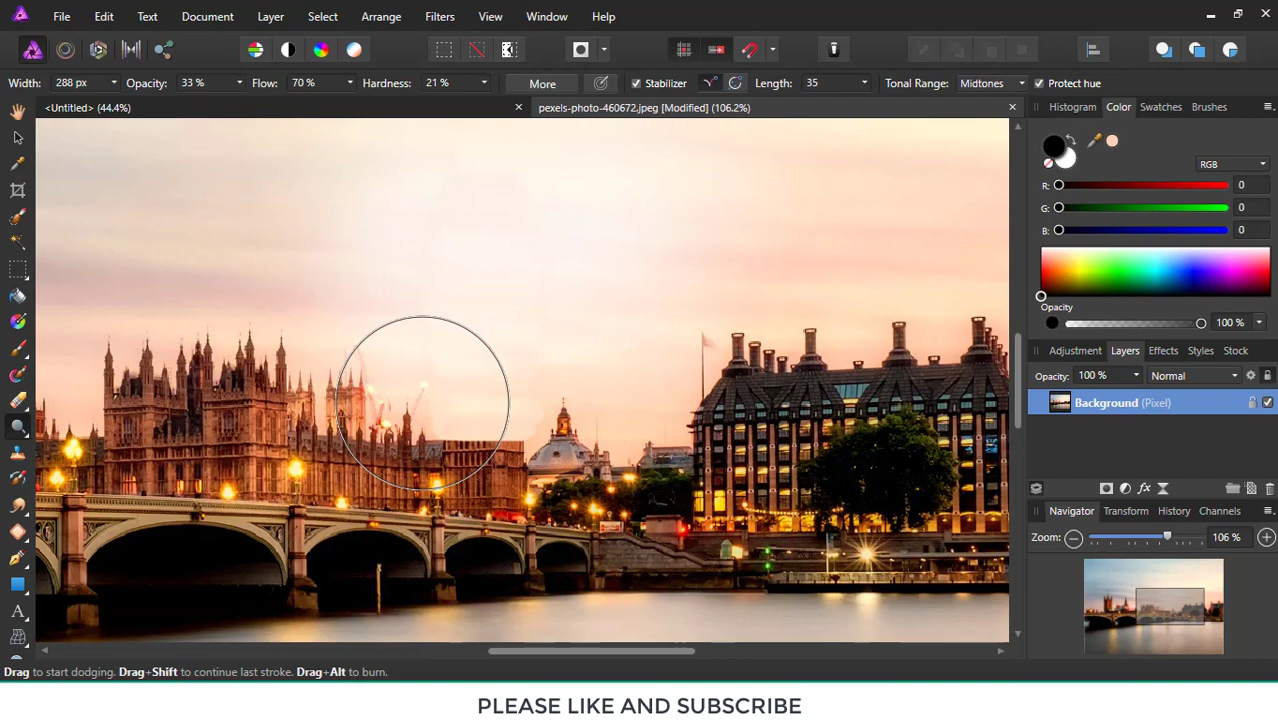 File Edit Text Document Layer Select Arrange Filters View Window Help
Width: 288 px Opacity: 33 % Flow: 70 % Hardness: 21 % More Stabilizer Length: 35 Tonal Range: Midtones Protect hue
<Untitled> (44.4%) pexels-photo-460672.jpeg [Modified] (106.2%)
Histogram Color Swatches Brushes
RGB
R: 0
G: 0
B: 0
Opacity
100 %
Adjustment Layers Effects Styles Stock
Opacity: 100 % Normal
Background (Pixel)
Navigator Transform History Channels
Zoom: 106 %
Drag to start dodging. Drag+Shift to continue last stroke. Drag+Alt to burn.
PLEASE LIKE AND SUBSCRIBE